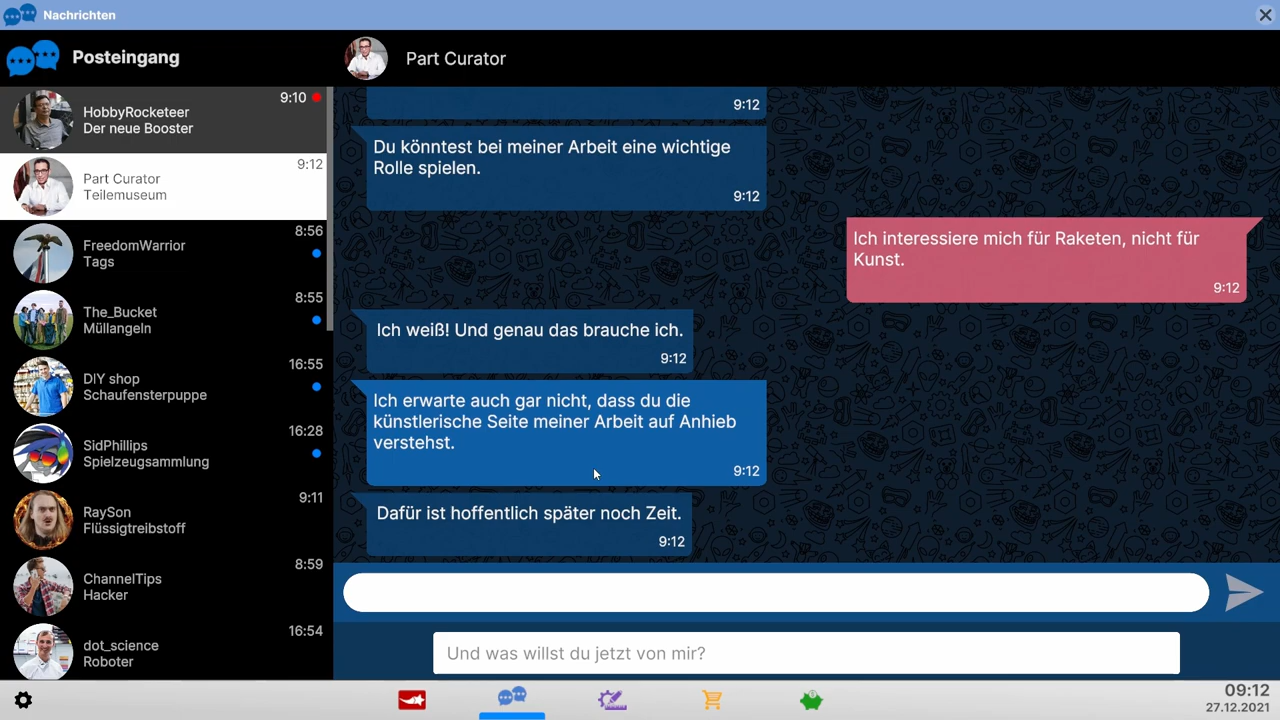 Nachrichten
Posteingang
Part Curator
HobbyRocketeer
9:10
Der neue Booster
Part Curator
9:12
Teilemuseum
FreedomWarrior
8:56
Tags
The_Bucket
8:55
Müllangeln
DIY shop
16:55
Schaufensterpuppe
SidPhillips
16:28
Spielzeugsammlung
RaySon
9:11
Flüssigtreibstoff
ChannelTips
8:59
Hacker
dot_science
16:54
Roboter
9:12
Du könntest bei meiner Arbeit eine wichtige
Rolle spielen.
9:12
Ich interessiere mich für Raketen, nicht für
Kunst.
9:12
Ich weiß! Und genau das brauche ich.
9:12
Ich erwarte auch gar nicht, dass du die
künstlerische Seite meiner Arbeit auf Anhieb
verstehst.
9:12
Dafür ist hoffentlich später noch Zeit.
9:12
Und was willst du jetzt von mir?
09:12
27.12.2021